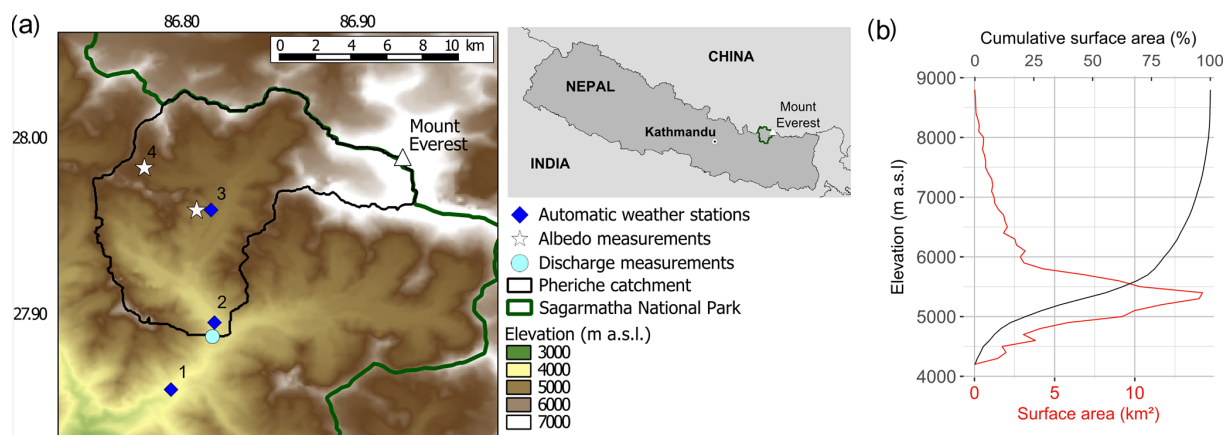 (a)
86.80 86.90
0 2 4 6 8 10 km
28.00
27.90
Mount
Everest
4
3
2
1
CHINA
NEPAL
Mount
Everest
Kathmandu
INDIA
Automatic weather stations
Albedo measurements
Discharge measurements
Pheriche catchment
Sagarmatha National Park
Elevation (m a.s.l.)
3000
4000
5000
6000
7000
(b)
Cumulative surface area (%)
0 25 50 75 100
Elevation (m a.s.l)
9000
8000
7000
6000
5000
4000
0 5 10
Surface area (km²)